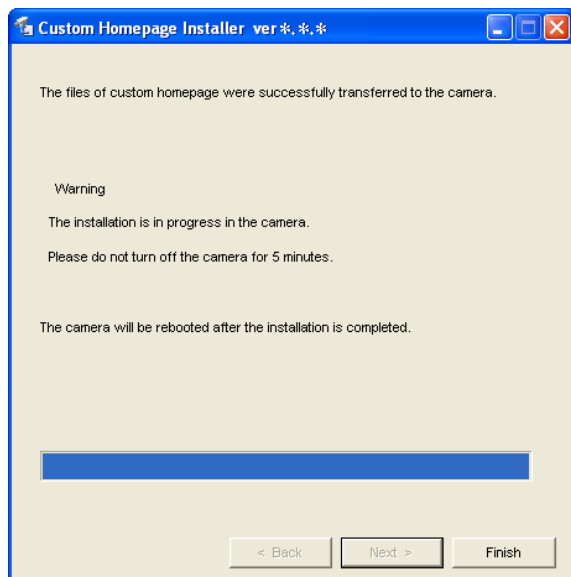 Custom Homepage Installer ver＊.＊.＊
The files of custom homepage were successfully transferred to the camera.
Warning
The installation is in progress in the camera.
Please do not turn off the camera for 5 minutes.
The camera will be rebooted after the installation is completed.
< Back Next > Finish